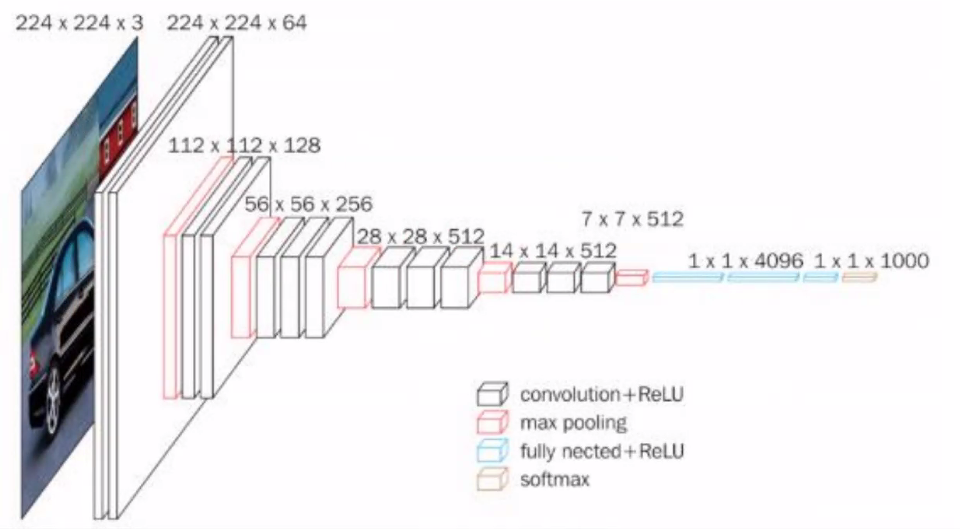 224 x 224 x 3
224 x 224 x 64
112 x 112 x 128
56 x 56 x 256
28 x 28 x 512
14 x 14 x 512
7 x 7 x 512
1 x 1 x 4096
1 x 1 x 1000
convolution+ReLU
max pooling
fully nected+ReLU
softmax